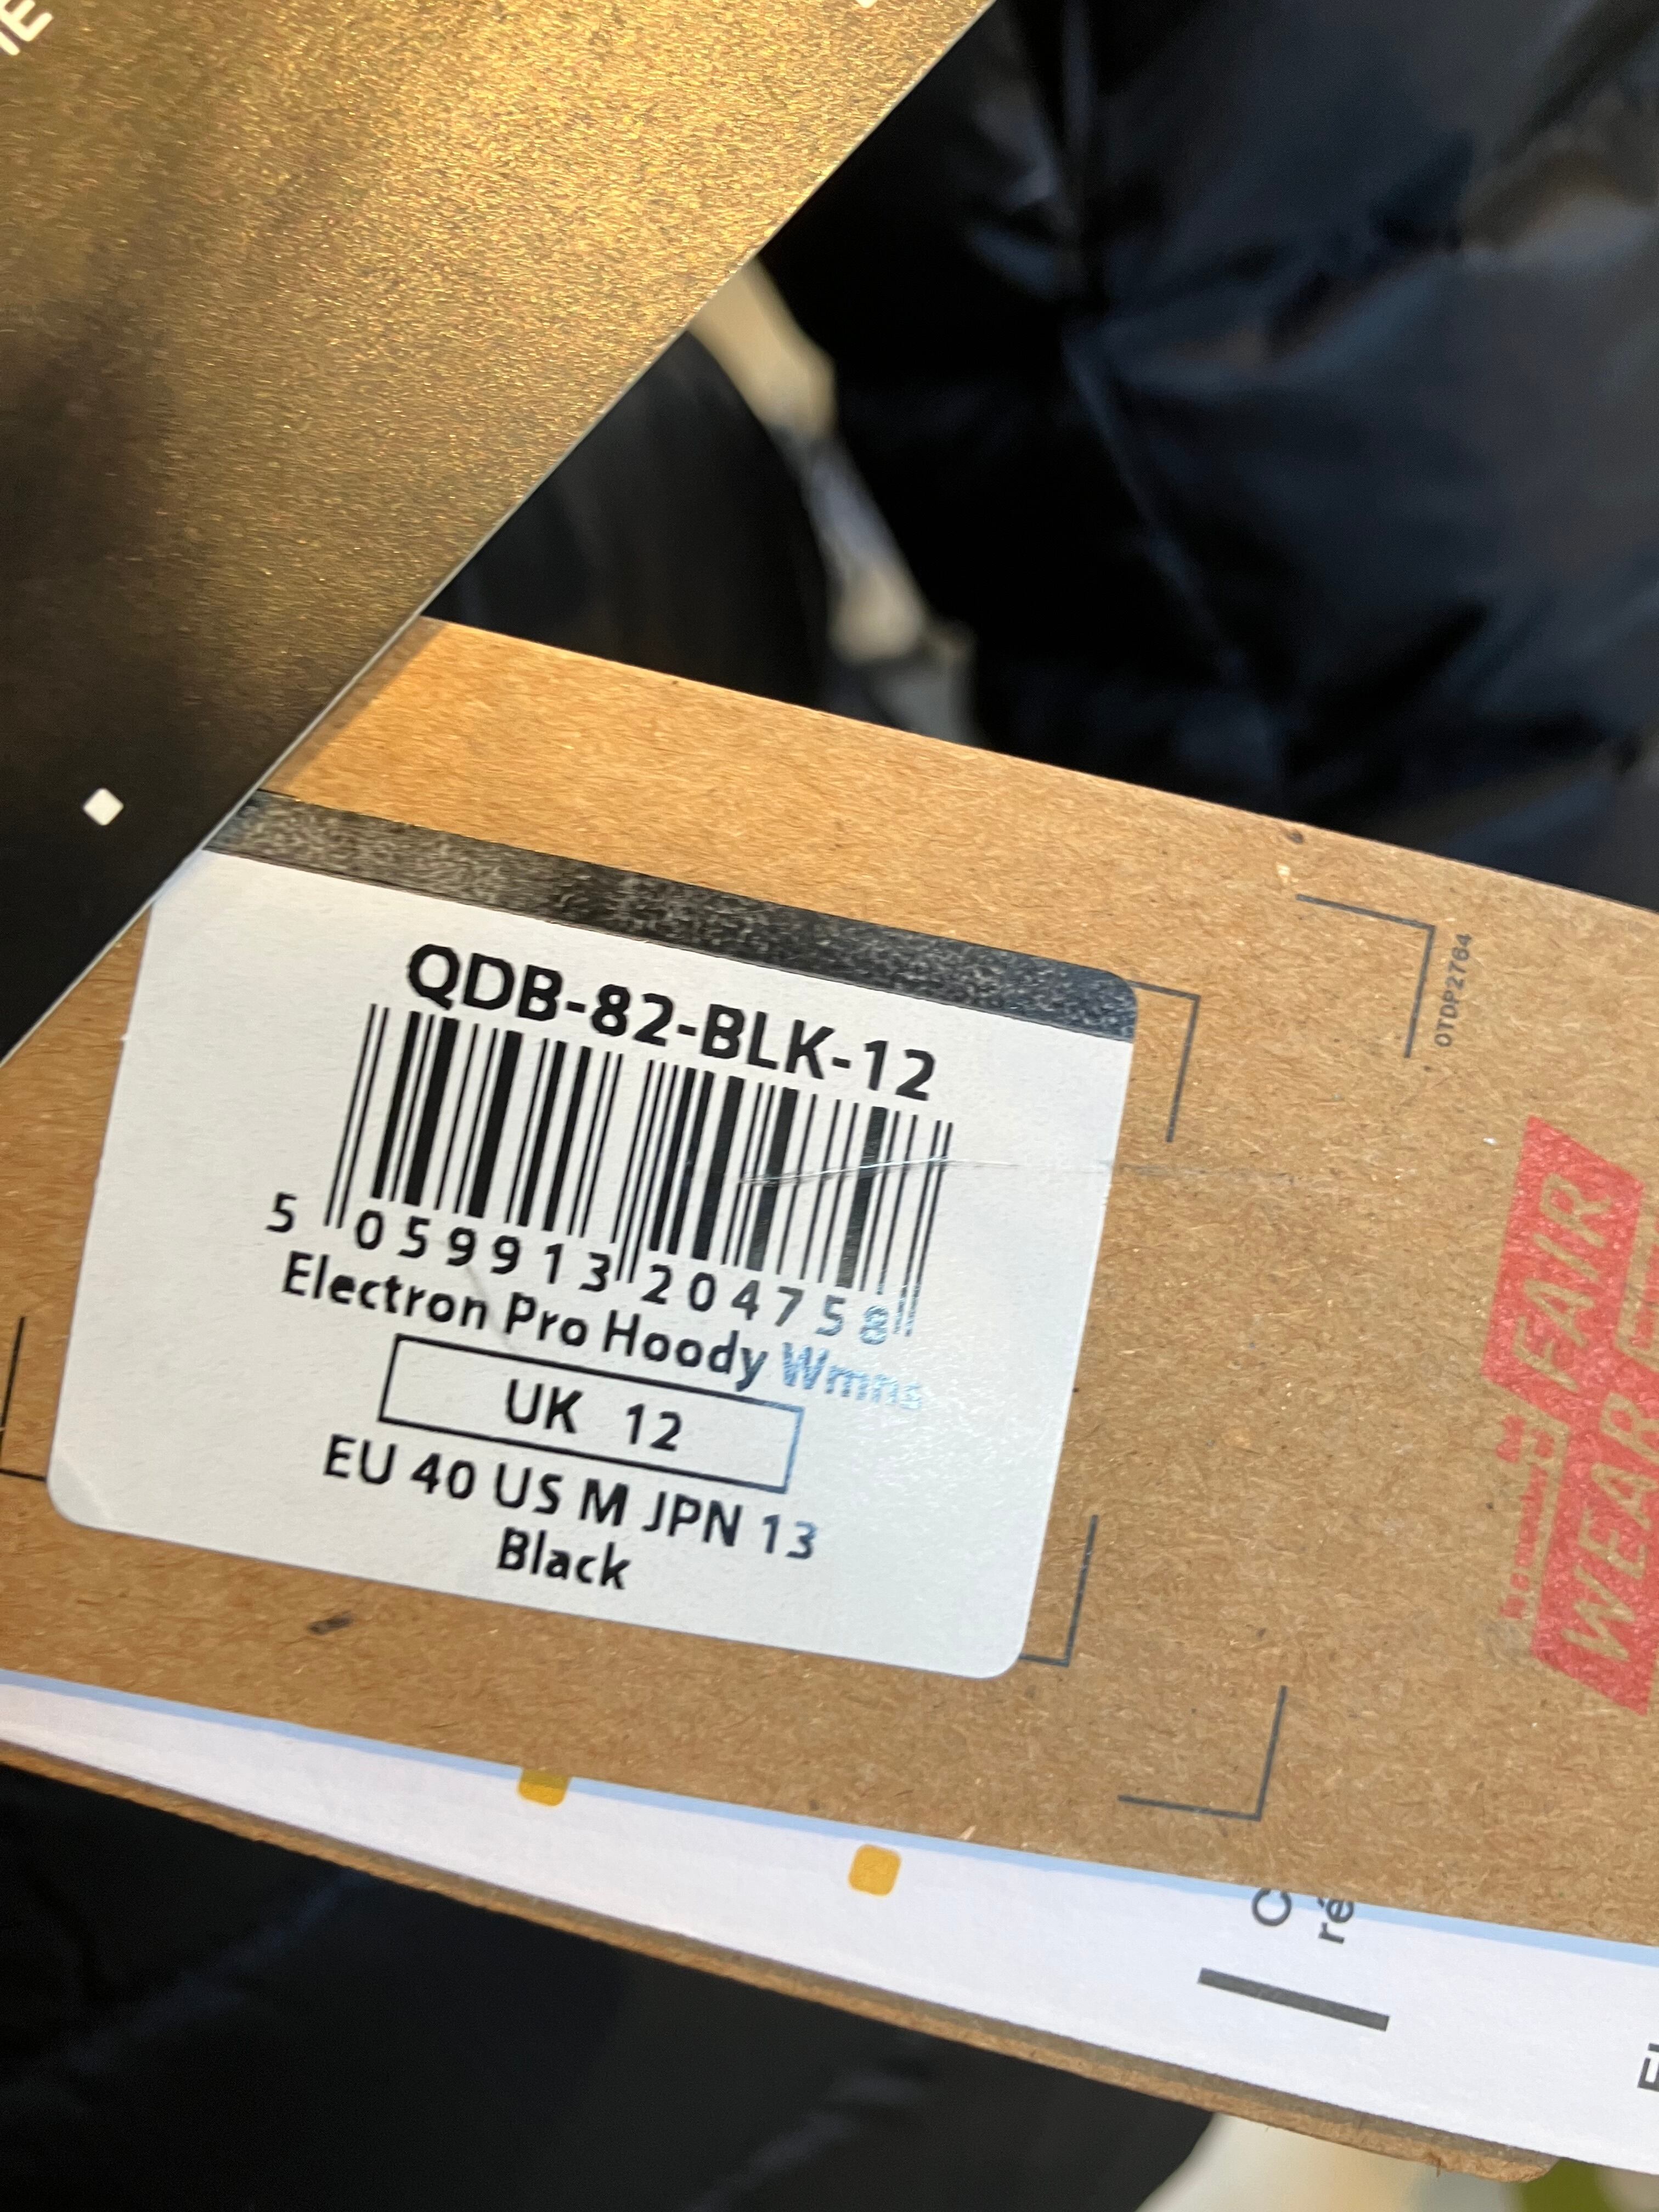 QDB-82-BLK-12
5 059913 204758
Electron Pro Hoody Wmns
UK 12
EU 40 US M JPN 13
Black
0TDP2764
FAIR
WEAR